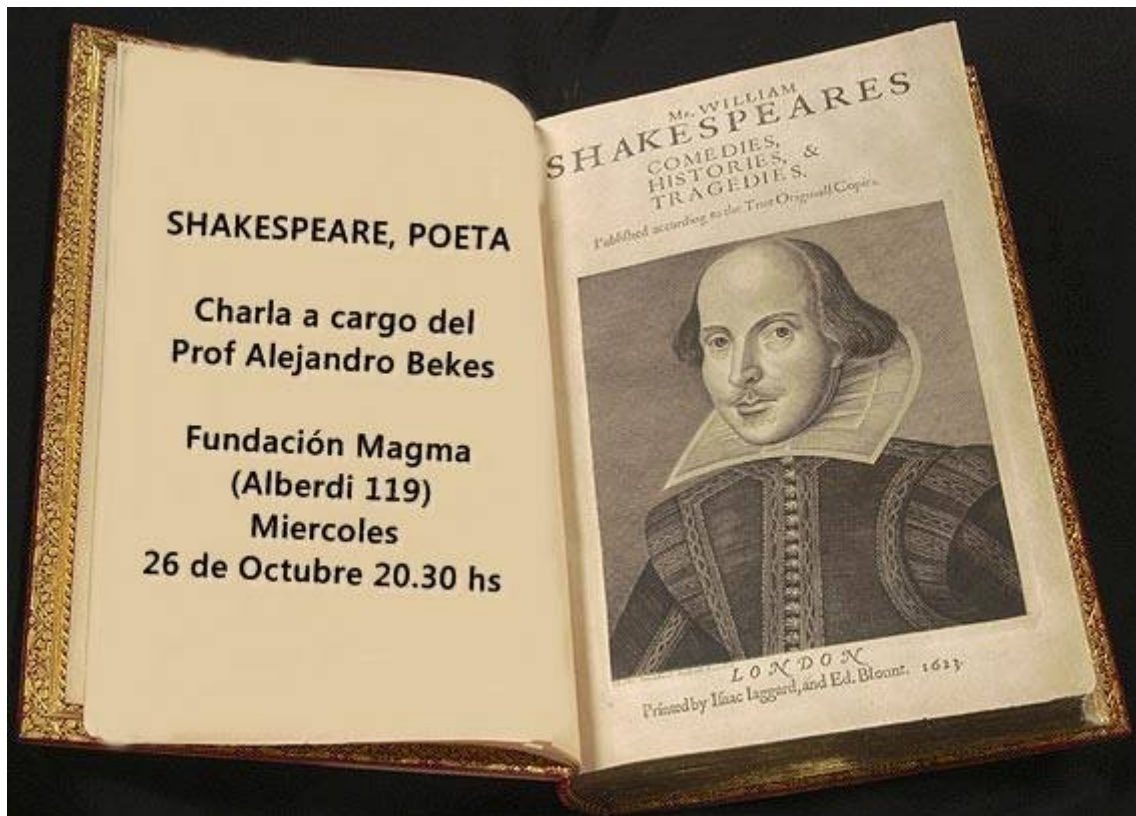 SHAKESPEARE, POETA
Charla a cargo del
Prof Alejandro Bekes
Fundación Magma
(Alberdi 119)
Miercoles
26 de Octubre 20.30 hs
Mr. WILLIAM
SHAKESPEARES
COMEDIES,
HISTORIES, &
TRAGEDIES.
Published according to the True Originall Copies.
LONDON
Printed by Isaac Iaggard, and Ed. Blount. 1623.